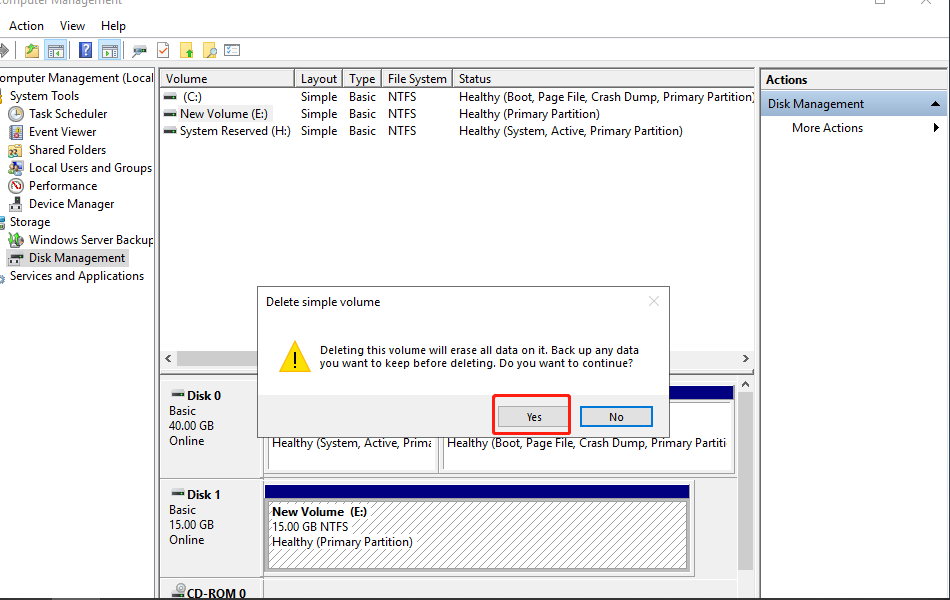 Computer Management
Action View Help
omputer Management (Local
System Tools
Task Scheduler
Event Viewer
Shared Folders
Local Users and Groups
Performance
Device Manager
Storage
Windows Server Backup
Disk Management
Services and Applications
Volume Layout Type File System Status
(C:) Simple Basic NTFS Healthy (Boot, Page File, Crash Dump, Primary Partition)
New Volume (E:) Simple Basic NTFS Healthy (Primary Partition)
System Reserved (H:) Simple Basic NTFS Healthy (System, Active, Primary Partition)
Actions
Disk Management
More Actions
Delete simple volume
Deleting this volume will erase all data on it. Back up any data
you want to keep before deleting. Do you want to continue?
Yes No
Disk 0
Basic
40.00 GB
Online
Healthy (System, Active, Prima
Healthy (Boot, Page File, Crash Dump, Primary Partiti
Disk 1
Basic
15.00 GB
Online
New Volume (E:)
15.00 GB NTFS
Healthy (Primary Partition)
CD-ROM 0